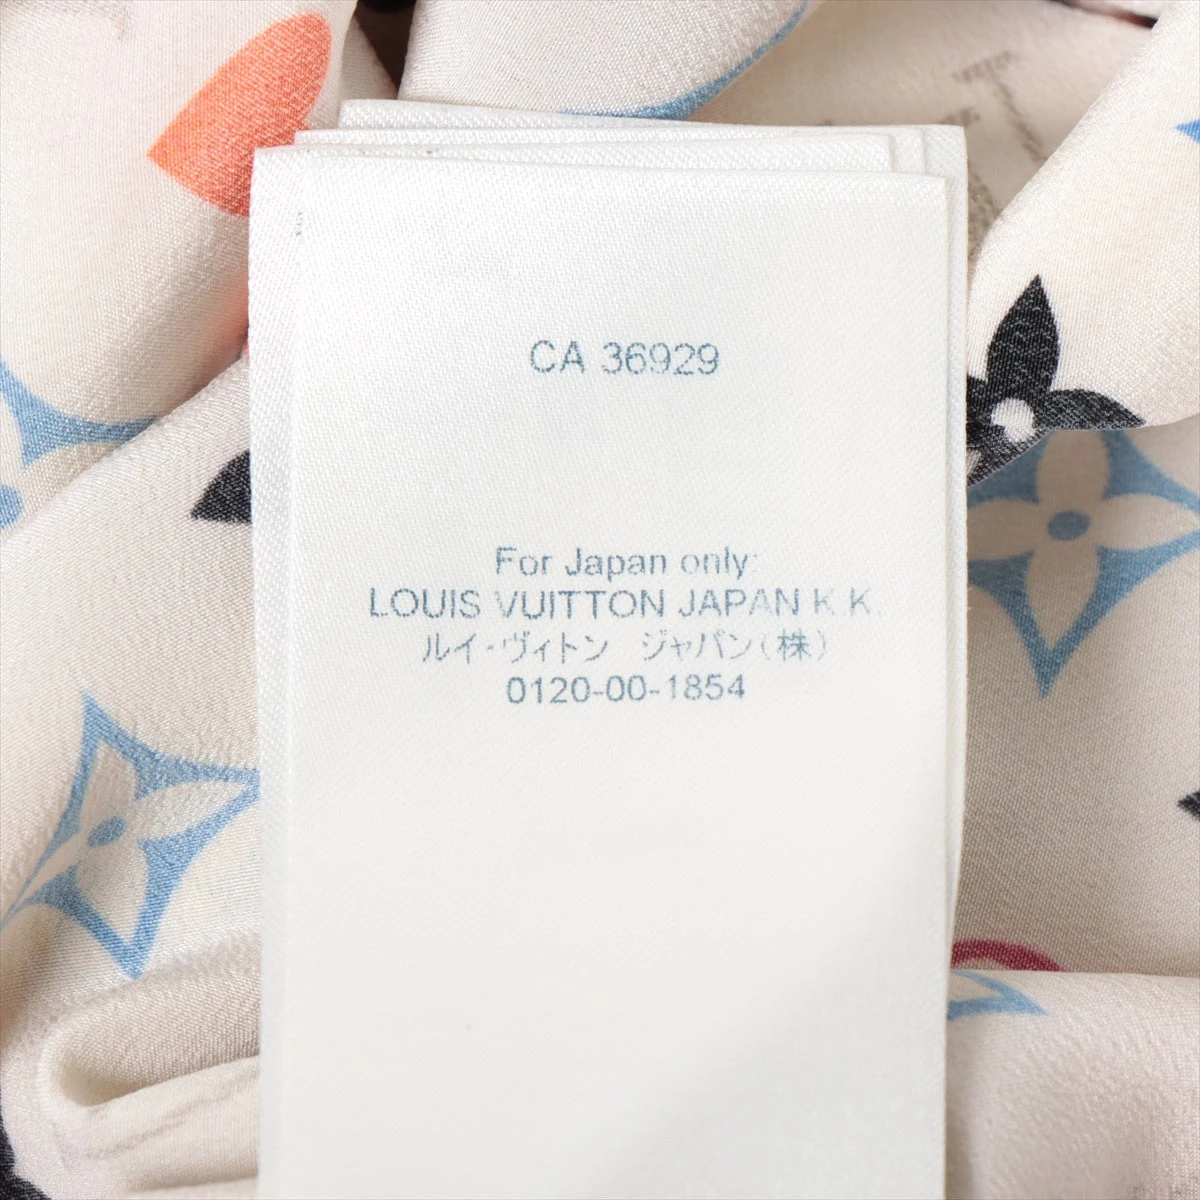 CA 36929
For Japan only:
LOUIS VUITTON JAPAN K.K.
ルイ・ヴィトン ジャパン(株)
0120-00-1854